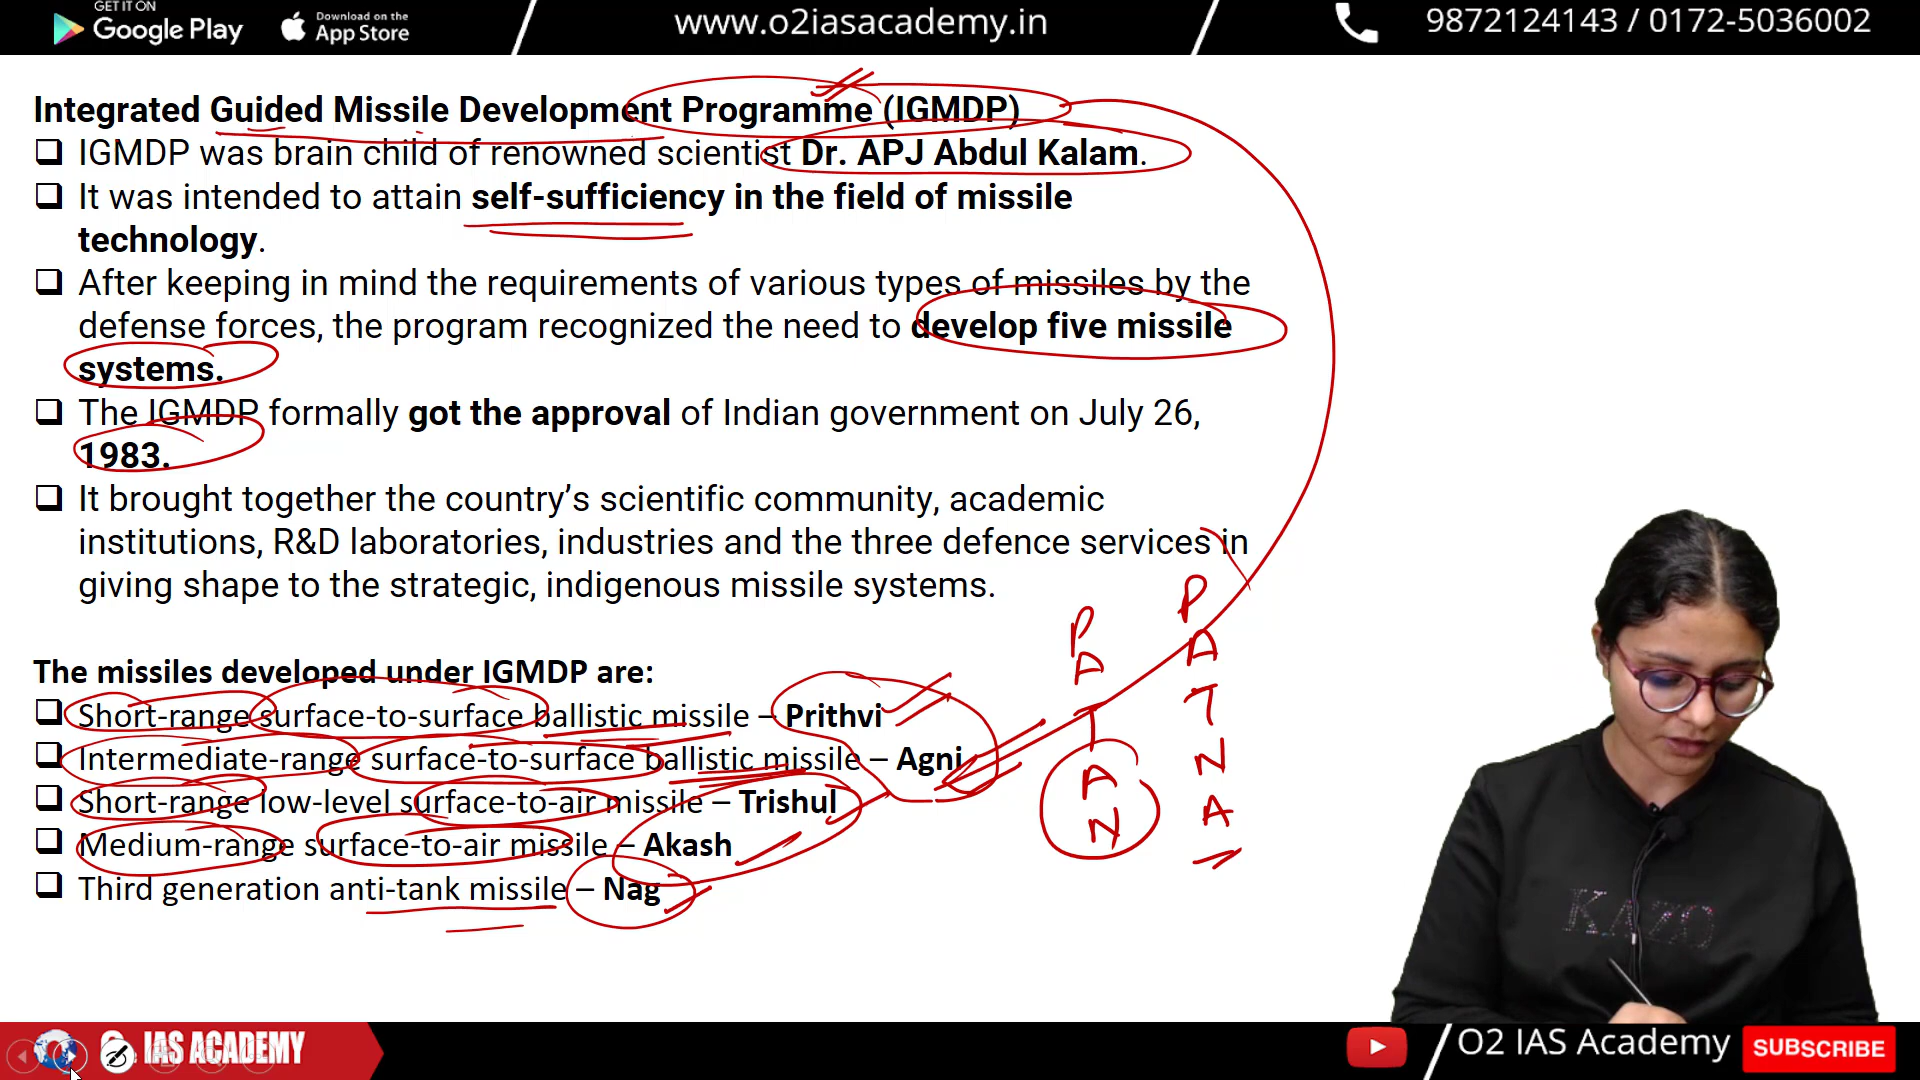 GET IT ON
Google Play
Download on the
App Store
www.o2iasacademy.in
9872124143 / 0172-5036002
Integrated Guided Missile Development Programme (IGMDP)
IGMDP was brain child of renowned scientist Dr. APJ Abdul Kalam.
It was intended to attain self-sufficiency in the field of missile
technology.
After keeping in mind the requirements of various types of missiles by the
defense forces, the program recognized the need to develop five missile
systems.
The IGMDP formally got the approval of Indian government on July 26,
1983.
It brought together the country’s scientific community, academic
institutions, R&D laboratories, industries and the three defence services in
giving shape to the strategic, indigenous missile systems.
The missiles developed under IGMDP are:
Short-range surface-to-surface ballistic missile – Prithvi
Intermediate-range surface-to-surface ballistic missile – Agni
Short-range low-level surface-to-air missile – Trishul
Medium-range surface-to-air missile – Akash
Third generation anti-tank missile – Nag
P
A
T
A
N
P
A
T
N
A
KAZO
IAS ACADEMY
O2 IAS Academy
SUBSCRIBE